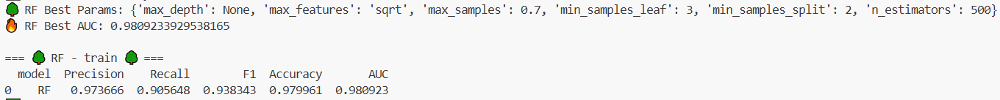 🌳 RF Best Params: {'max_depth': None, 'max_features': 'sqrt', 'max_samples': 0.7, 'min_samples_leaf': 3, 'min_samples_split': 2, 'n_estimators': 500}
🔥 RF Best AUC: 0.9809233929538165
=== 🌳 RF - train 🌳 ===
model Precision Recall F1 Accuracy AUC
0 RF 0.973666 0.905648 0.938343 0.979961 0.980923